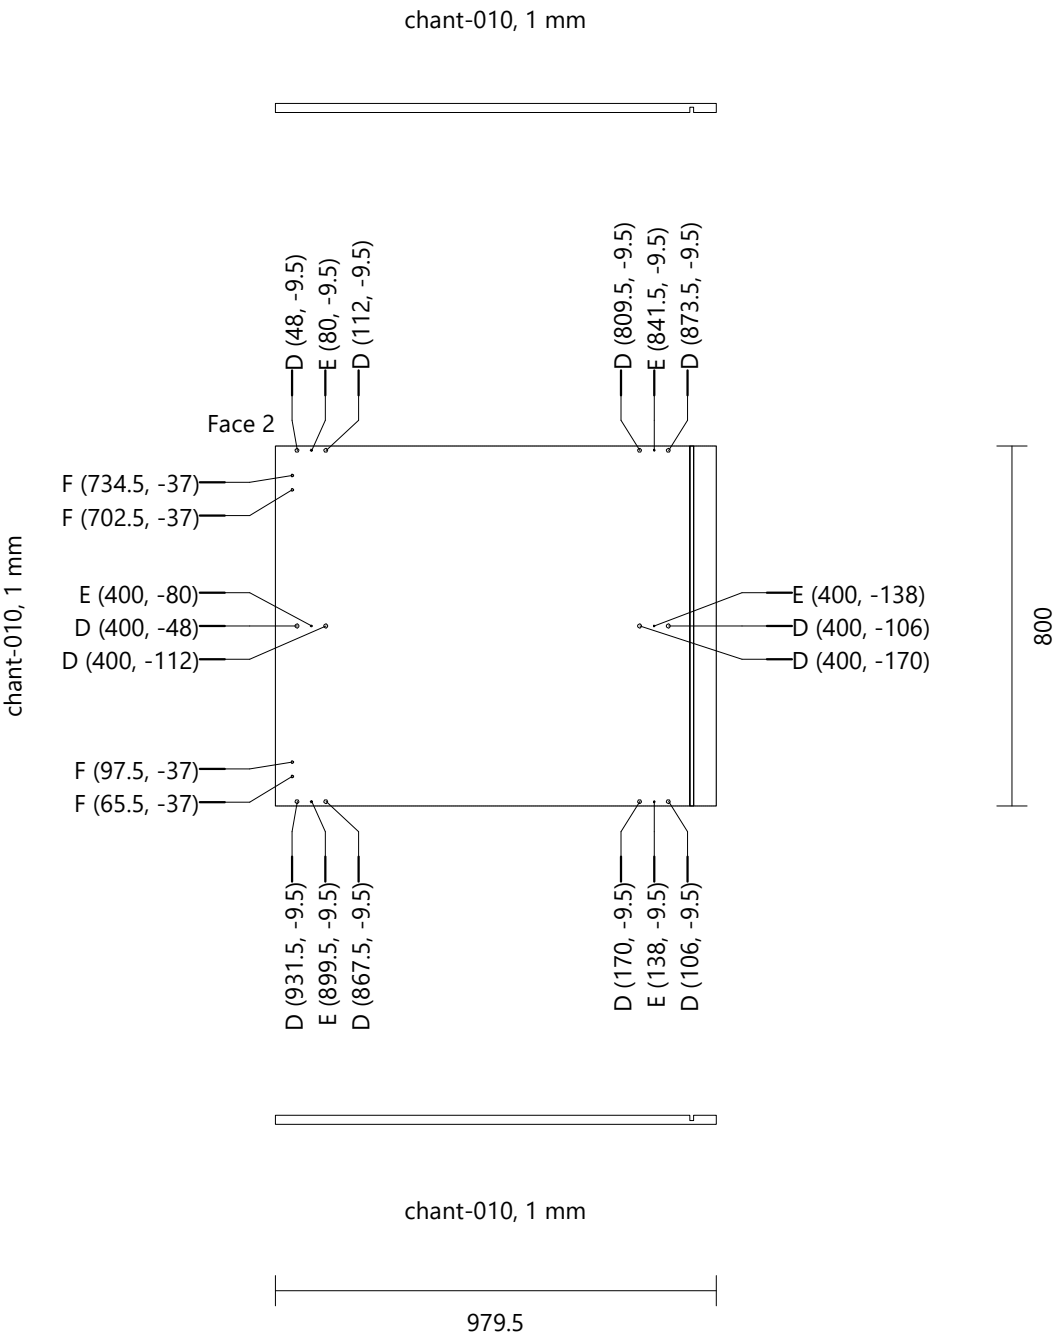 chant-010, 1 mm
D (48, -9.5)
E (80, -9.5)
D (112, -9.5)
D (809.5, -9.5)
E (841.5, -9.5)
D (873.5, -9.5)
Face 2
F (734.5, -37)
F (702.5, -37)
chant-010, 1 mm
E (400, -80)
D (400, -48)
D (400, -112)
E (400, -138)
D (400, -106)
D (400, -170)
800
F (97.5, -37)
F (65.5, -37)
D (931.5, -9.5)
E (899.5, -9.5)
D (867.5, -9.5)
D (170, -9.5)
E (138, -9.5)
D (106, -9.5)
chant-010, 1 mm
979.5